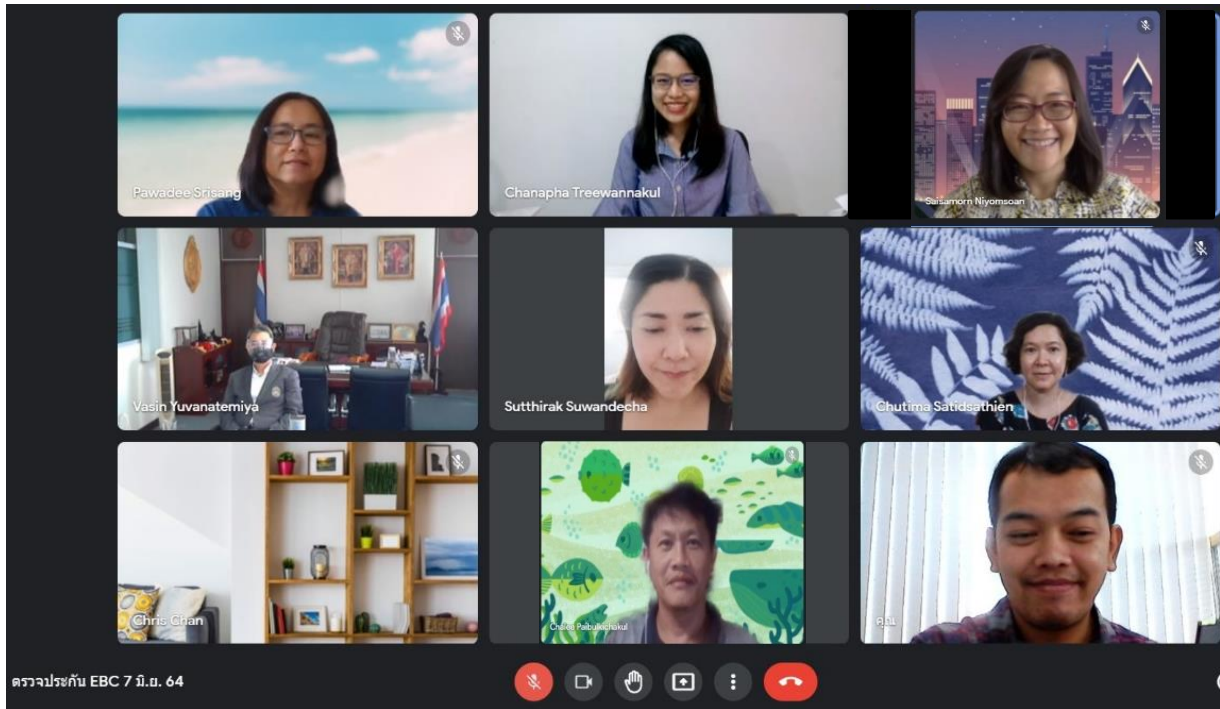 Pawadee Srisang
Chanapha Treewannakul
Saisamorn Niyomsoan
Vasin Yuvanatemiya
Sutthirak Suwandecha
Chutima Satidsathien
Chris Chan
Chalee Paibulkichakul
คุณ
ตรวจประกัน EBC 7 มิ.ย. 64